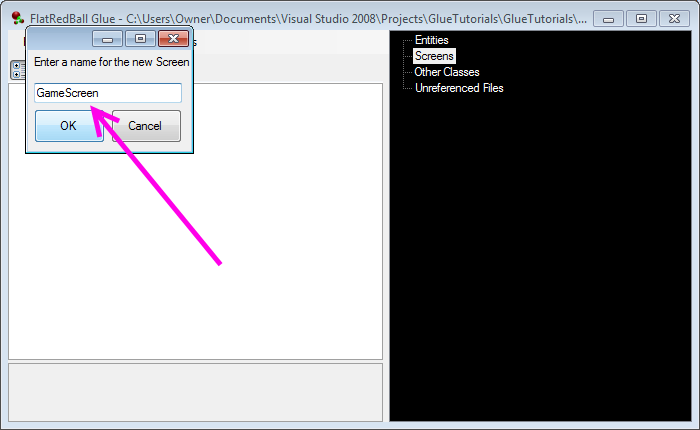 FlatRedBall Glue - C:\Users\Owner\Documents\Visual Studio 2008\Projects\GlueTutorials\GlueTutorials\...
Enter a name for the new Screen
GameScreen
OK Cancel
Entities
Screens
Other Classes
Unreferenced Files